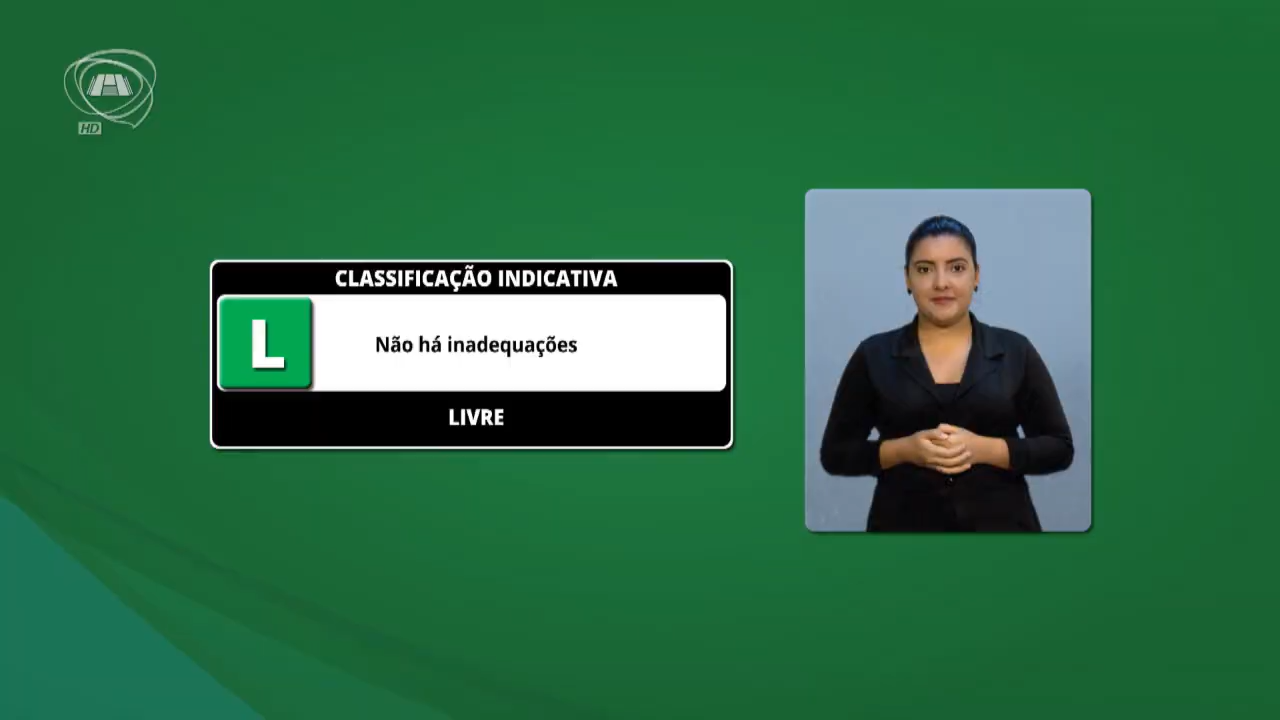 HD
CLASSIFICAÇÃO INDICATIVA
L
Não há inadequações
LIVRE